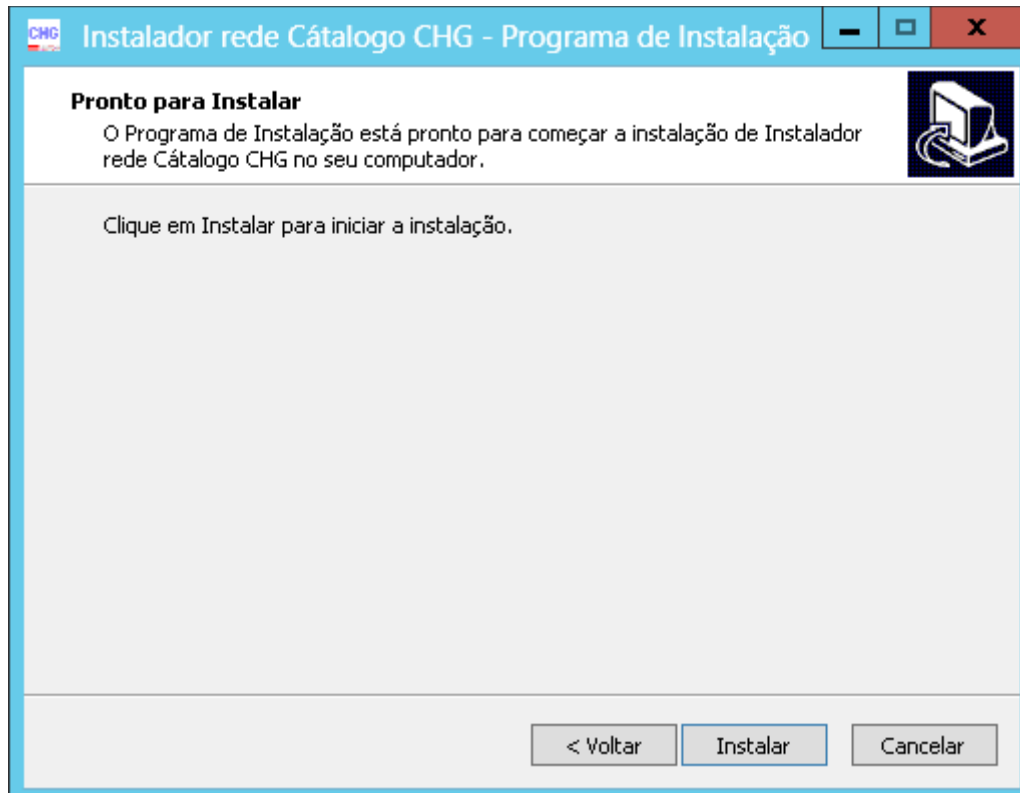 CHG
Instalador rede Cátalogo CHG - Programa de Instalação
Pronto para Instalar
O Programa de Instalação está pronto para começar a instalação de Instalador
rede Cátalogo CHG no seu computador.
Clique em Instalar para iniciar a instalação.
< Voltar
Instalar
Cancelar